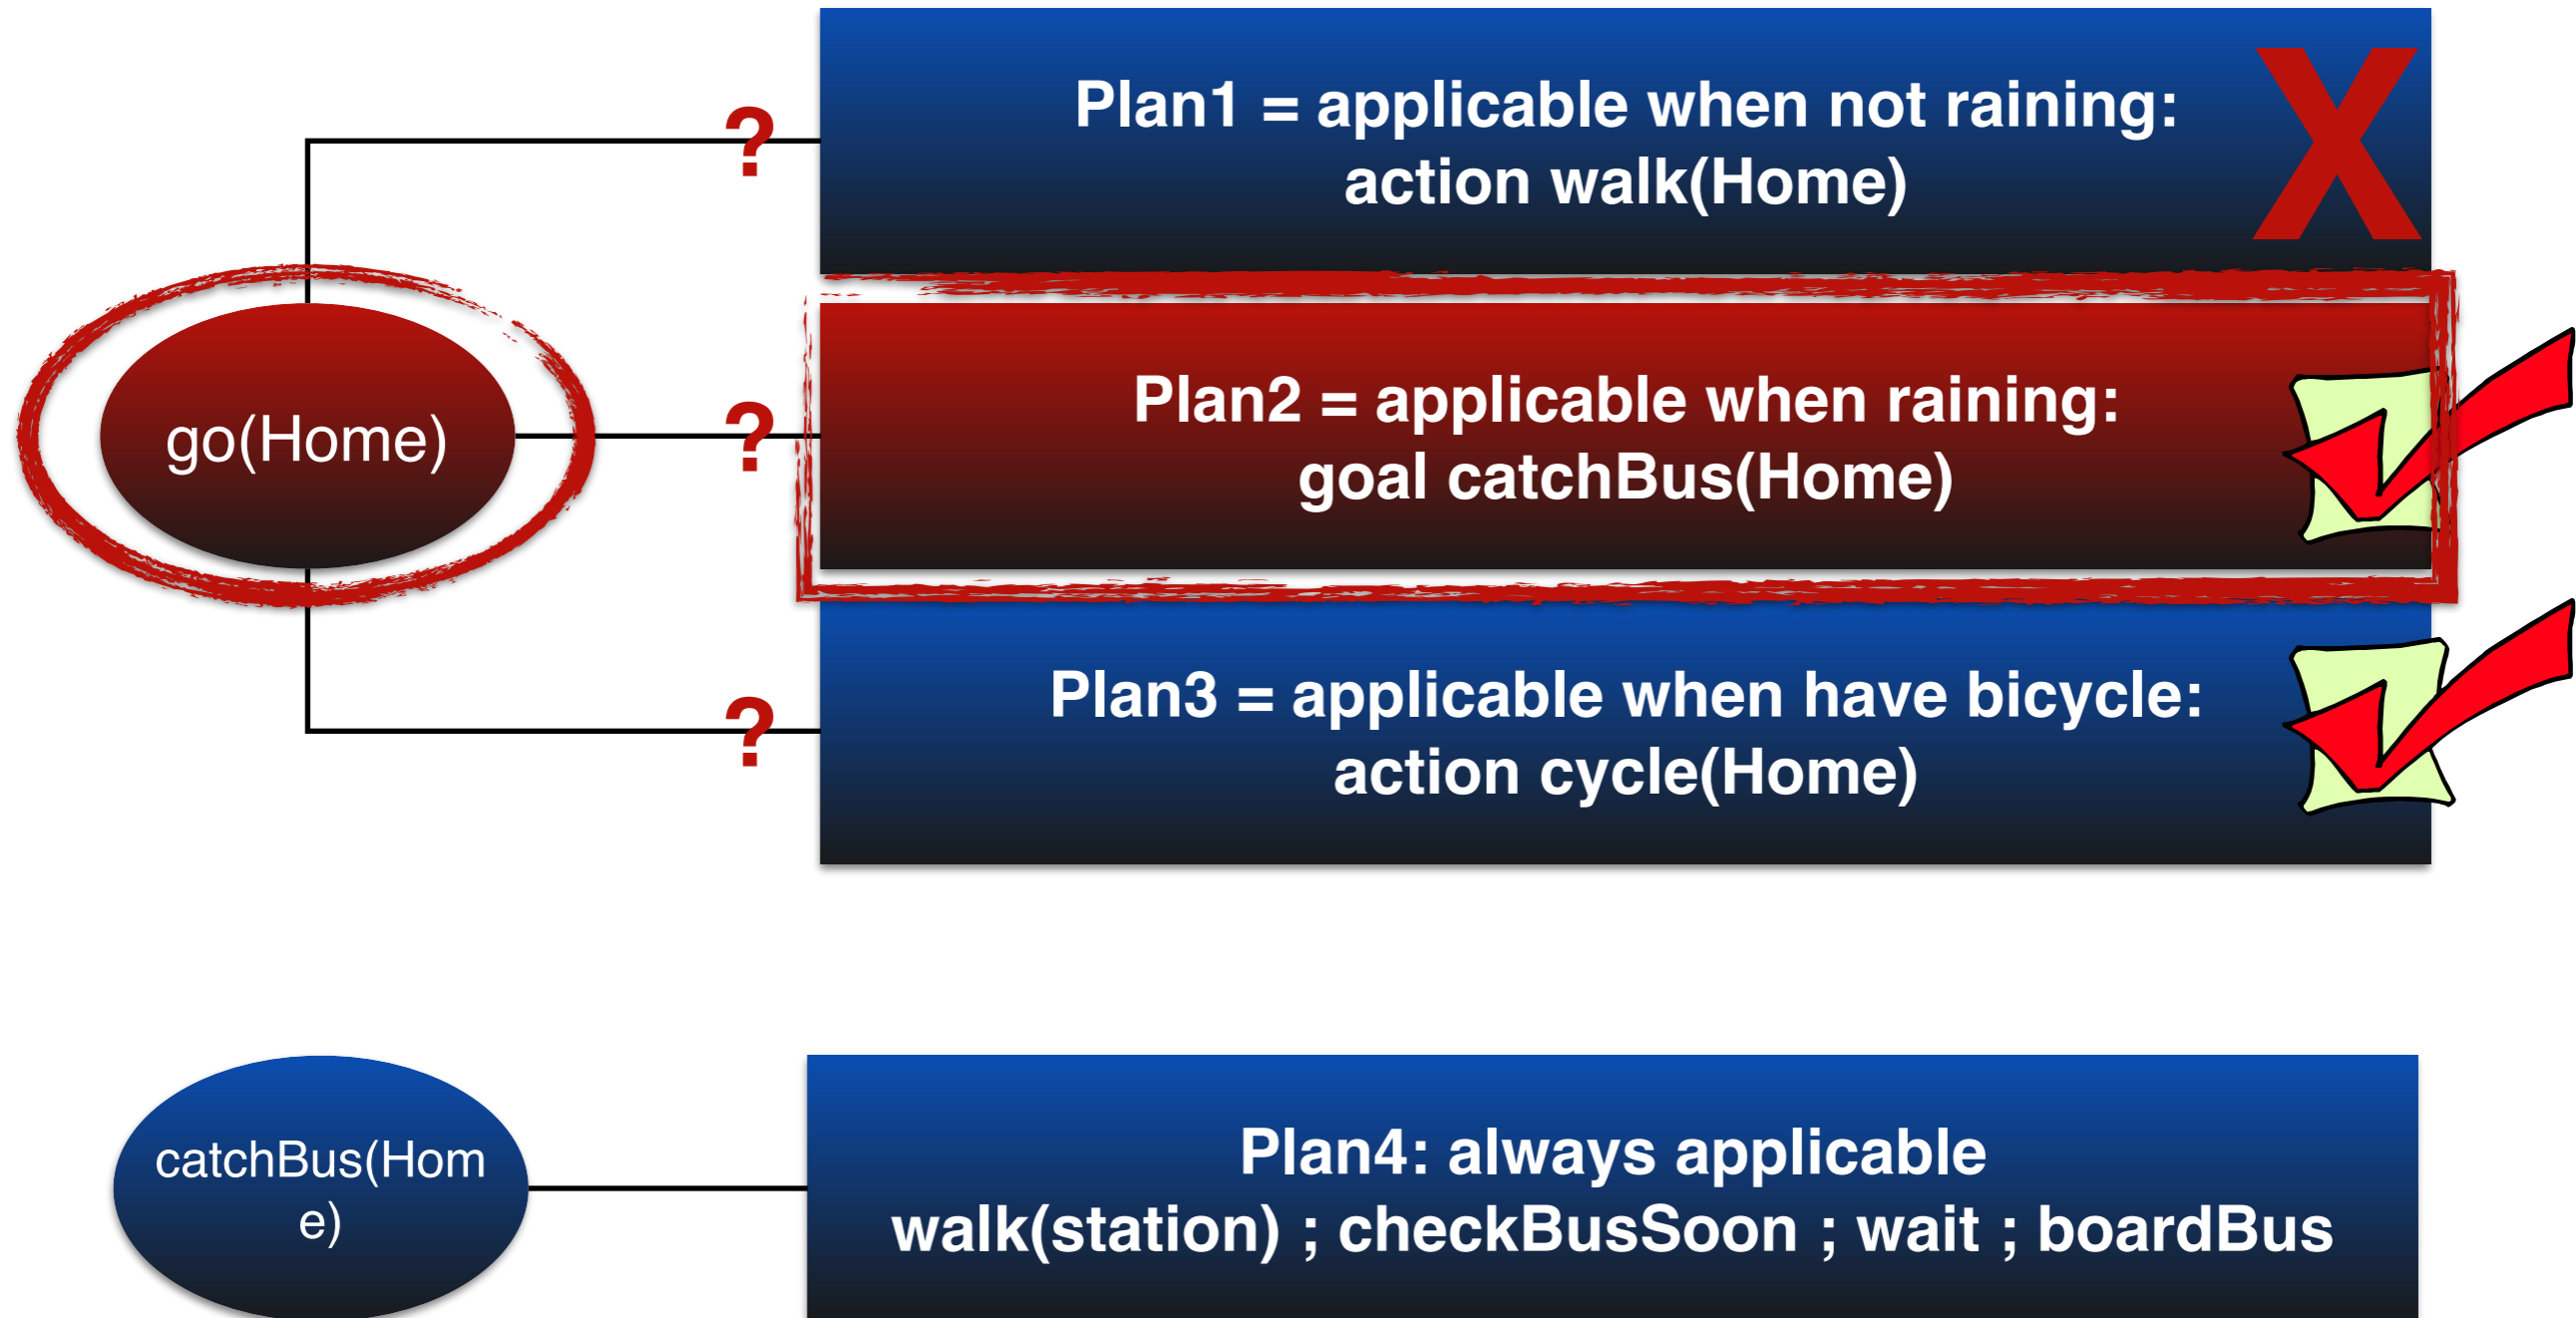 Plan1 = applicable when not raining:
action walk(Home)
X
?
go(Home)
?
Plan2 = applicable when raining:
goal catchBus(Home)
?
Plan3 = applicable when have bicycle:
action cycle(Home)
catchBus(Hom
e)
Plan4: always applicable
walk(station) ; checkBusSoon ; wait ; boardBus